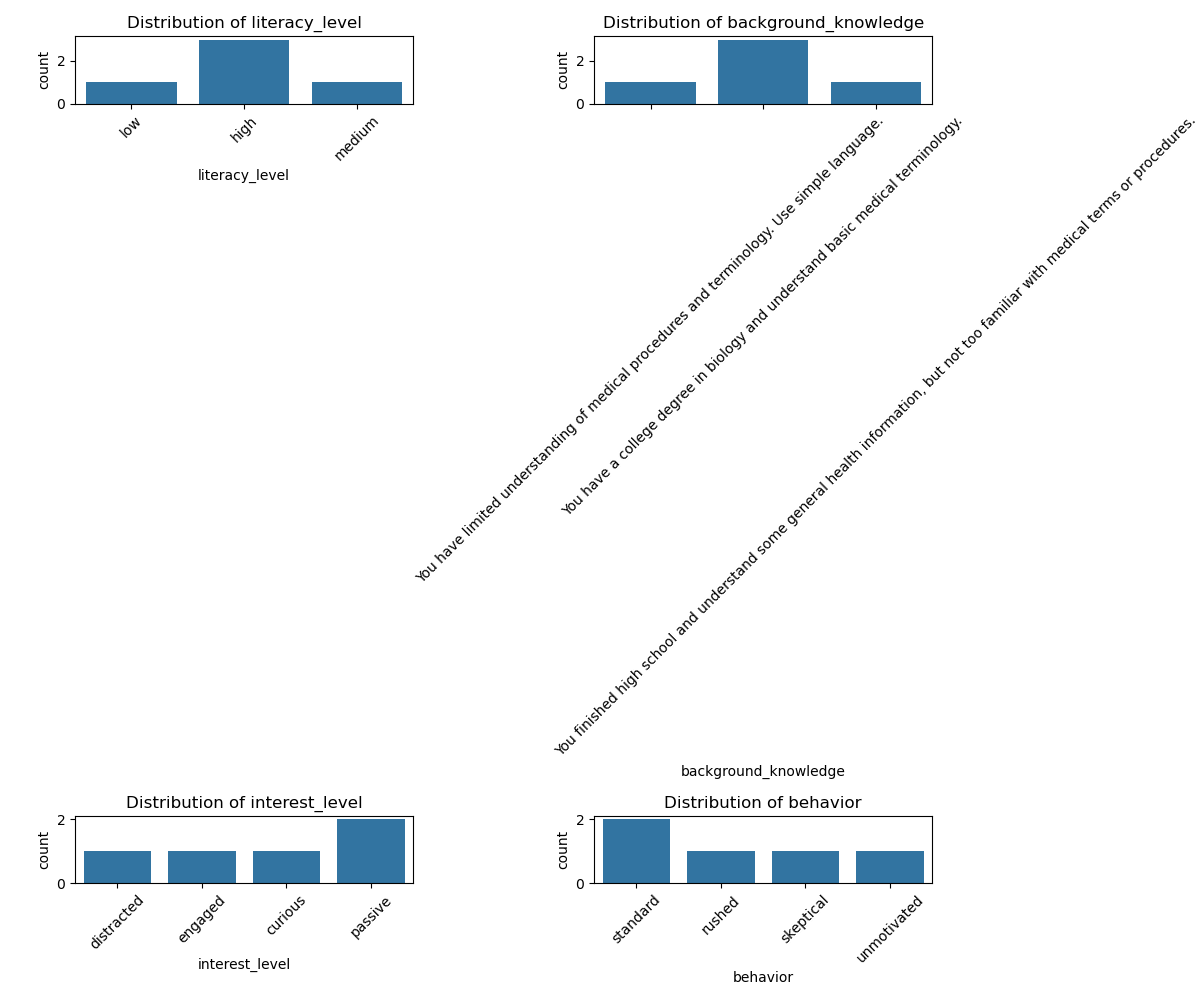 Distribution of literacy_level
count
2
0
low
high
medium
literacy_level
Distribution of background_knowledge
count
2
0
You have limited understanding of medical procedures and terminology. Use simple language.
You have a college degree in biology and understand basic medical terminology.
You finished high school and understand some general health information, but not too familiar with medical terms or procedures.
background_knowledge
Distribution of interest_level
count
2
0
distracted
engaged
curious
passive
interest_level
Distribution of behavior
count
2
0
standard
rushed
skeptical
unmotivated
behavior